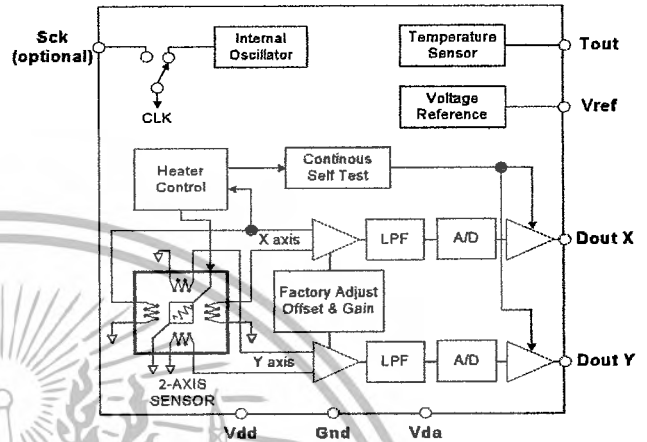 Sck
(optional)
Internal
Oscillator
CLK
Temperature
Sensor
Tout
Voltage
Reference
Vref
Heater
Control
Continous
Self Test
X axis
LPF
A/D
Dout X
Factory Adjust
Offset & Gain
Y axis
LPF
A/D
Dout Y
2-AXIS
SENSOR
Vdd
Gnd
Vda